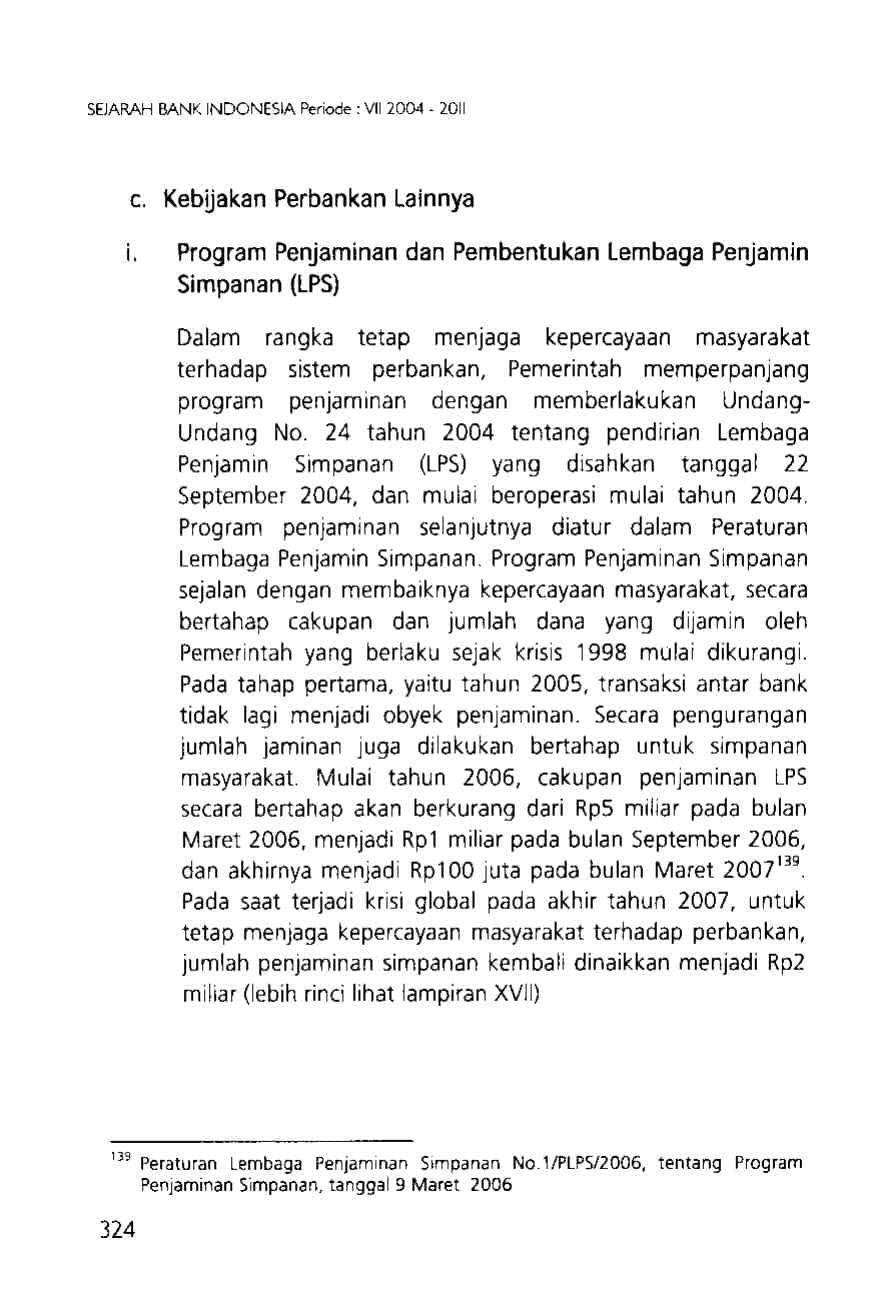 SEJARAH BANK INDONESIA Periode : VII 2004 - 2011
c. Kebijakan Perbankan Lainnya
i. Program Penjaminan dan Pembentukan Lembaga Penjamin
Simpanan (LPS)
Dalam rangka tetap menjaga kepercayaan masyarakat
terhadap sistem perbankan, Pemerintah memperpanjang
program penjaminan dengan memberlakukan Undang-
Undang No. 24 tahun 2004 tentang pendirian Lembaga
Penjamin Simpanan (LPS) yang disahkan tanggal 22
September 2004, dan mulai beroperasi mulai tahun 2004.
Program penjaminan selanjutnya diatur dalam Peraturan
Lembaga Penjamin Simpanan. Program Penjaminan Simpanan
sejalan dengan membaiknya kepercayaan masyarakat, secara
bertahap cakupan dan jumlah dana yang dijamin oleh
Pemerintah yang berlaku sejak krisis 1998 mulai dikurangi.
Pada tahap pertama, yaitu tahun 2005, transaksi antar bank
tidak lagi menjadi obyek penjaminan. Secara pengurangan
jumlah jaminan juga dilakukan bertahap untuk simpanan
masyarakat. Mulai tahun 2006, cakupan penjaminan LPS
secara bertahap akan berkurang dari Rp5 miliar pada bulan
Maret 2006, menjadi Rp1 miliar pada bulan September 2006,
dan akhirnya menjadi Rp100 juta pada bulan Maret 2007¹³⁹.
Pada saat terjadi krisi global pada akhir tahun 2007, untuk
tetap menjaga kepercayaan masyarakat terhadap perbankan,
jumlah penjaminan simpanan kembali dinaikkan menjadi Rp2
miliar (lebih rinci lihat lampiran XVII)
¹³⁹ Peraturan Lembaga Penjaminan Simpanan No.1/PLPS/2006, tentang Program
Penjaminan Simpanan, tanggal 9 Maret 2006
324